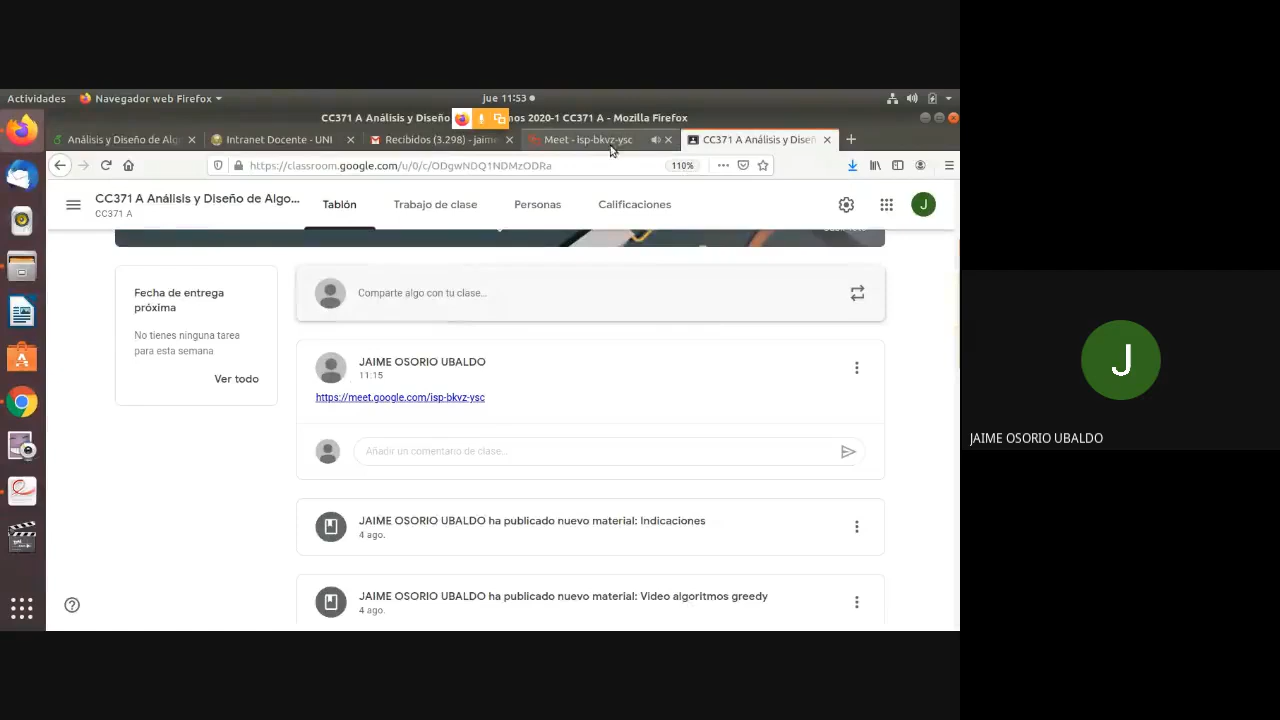 Actividades
Navegador web Firefox
jue 11:53
CC371 A Análisis y Diseño
nos 2020-1 CC371 A - Mozilla Firefox
Análisis y Diseño de Alg
Intranet Docente - UNI
Recibidos (3.298) - jaime
Meet - isp-bkvz-ysc
CC371 A Análisis y Diseñ
https://classroom.google.com/u/0/c/ODgwNDQ1NDMzODRa
110%
CC371 A Análisis y Diseño de Algo...
CC371 A
Tablón
Trabajo de clase
Personas
Calificaciones
J
Fecha de entrega
próxima
No tienes ninguna tarea
para esta semana
Ver todo
Comparte algo con tu clase...
JAIME OSORIO UBALDO
11:15
https://meet.google.com/isp-bkvz-ysc
Añadir un comentario de clase...
JAIME OSORIO UBALDO ha publicado nuevo material: Indicaciones
4 ago.
JAIME OSORIO UBALDO ha publicado nuevo material: Video algoritmos greedy
4 ago.
J
JAIME OSORIO UBALDO